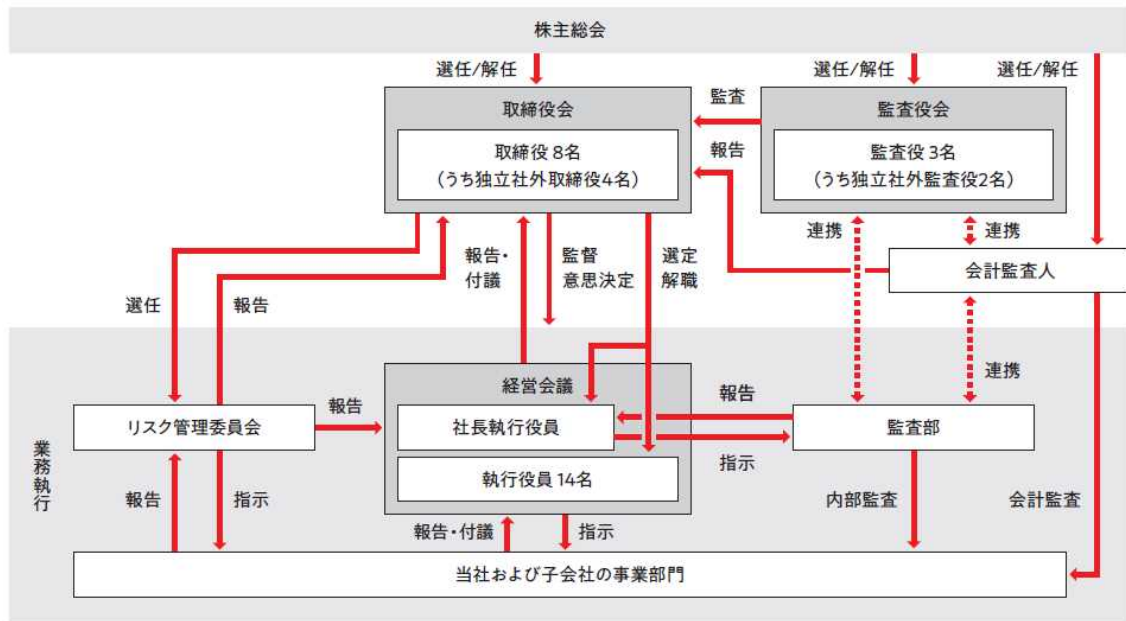 株主総会
選任/解任
選任/解任
選任/解任
取締役会
監査
監査役会
取締役 8名
（うち独立社外取締役4名）
報告
監査役 3名
（うち独立社外監査役2名）
連携
連携
会計監査人
報告・
付議
監督
意思決定
選定
解職
選任
報告
連携
経営会議
報告
リスク管理委員会
報告
社長執行役員
監査部
指示
執行役員 14名
業務執行
報告
指示
内部監査
会計監査
報告・付議
指示
当社および子会社の事業部門